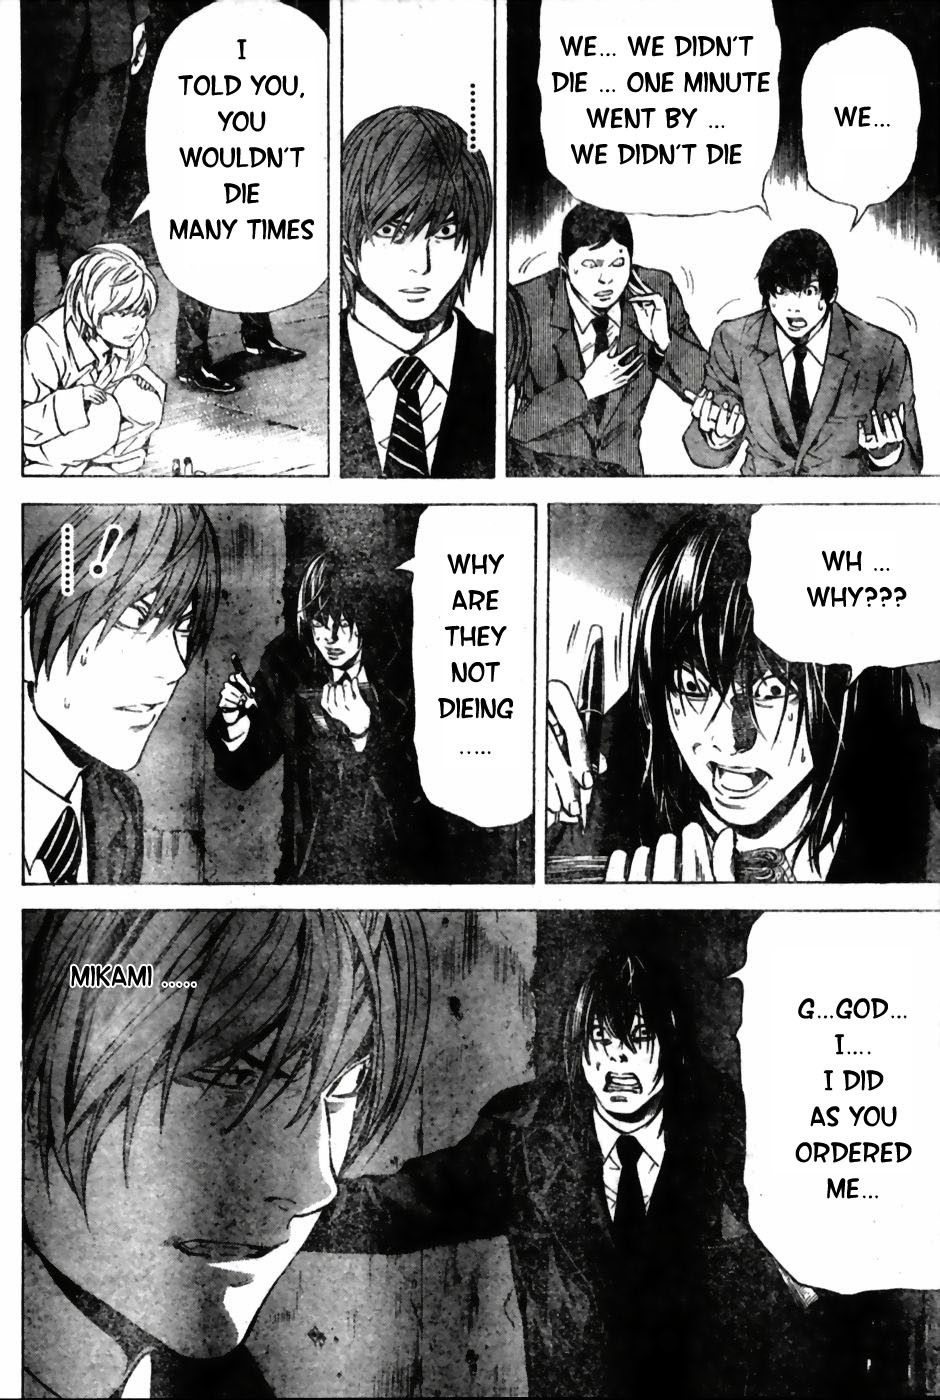 WE...
WE... WE DIDN'T
DIE ... ONE MINUTE
WENT BY ...
WE DIDN'T DIE
.........
I
TOLD YOU,
YOU
WOULDN'T
DIE
MANY TIMES
WH ...
WHY???
WHY
ARE
THEY
NOT
DIEING
.....
!
.........
G...GOD...
I....
I DID
AS YOU
ORDERED
ME...
MIKAMI .....